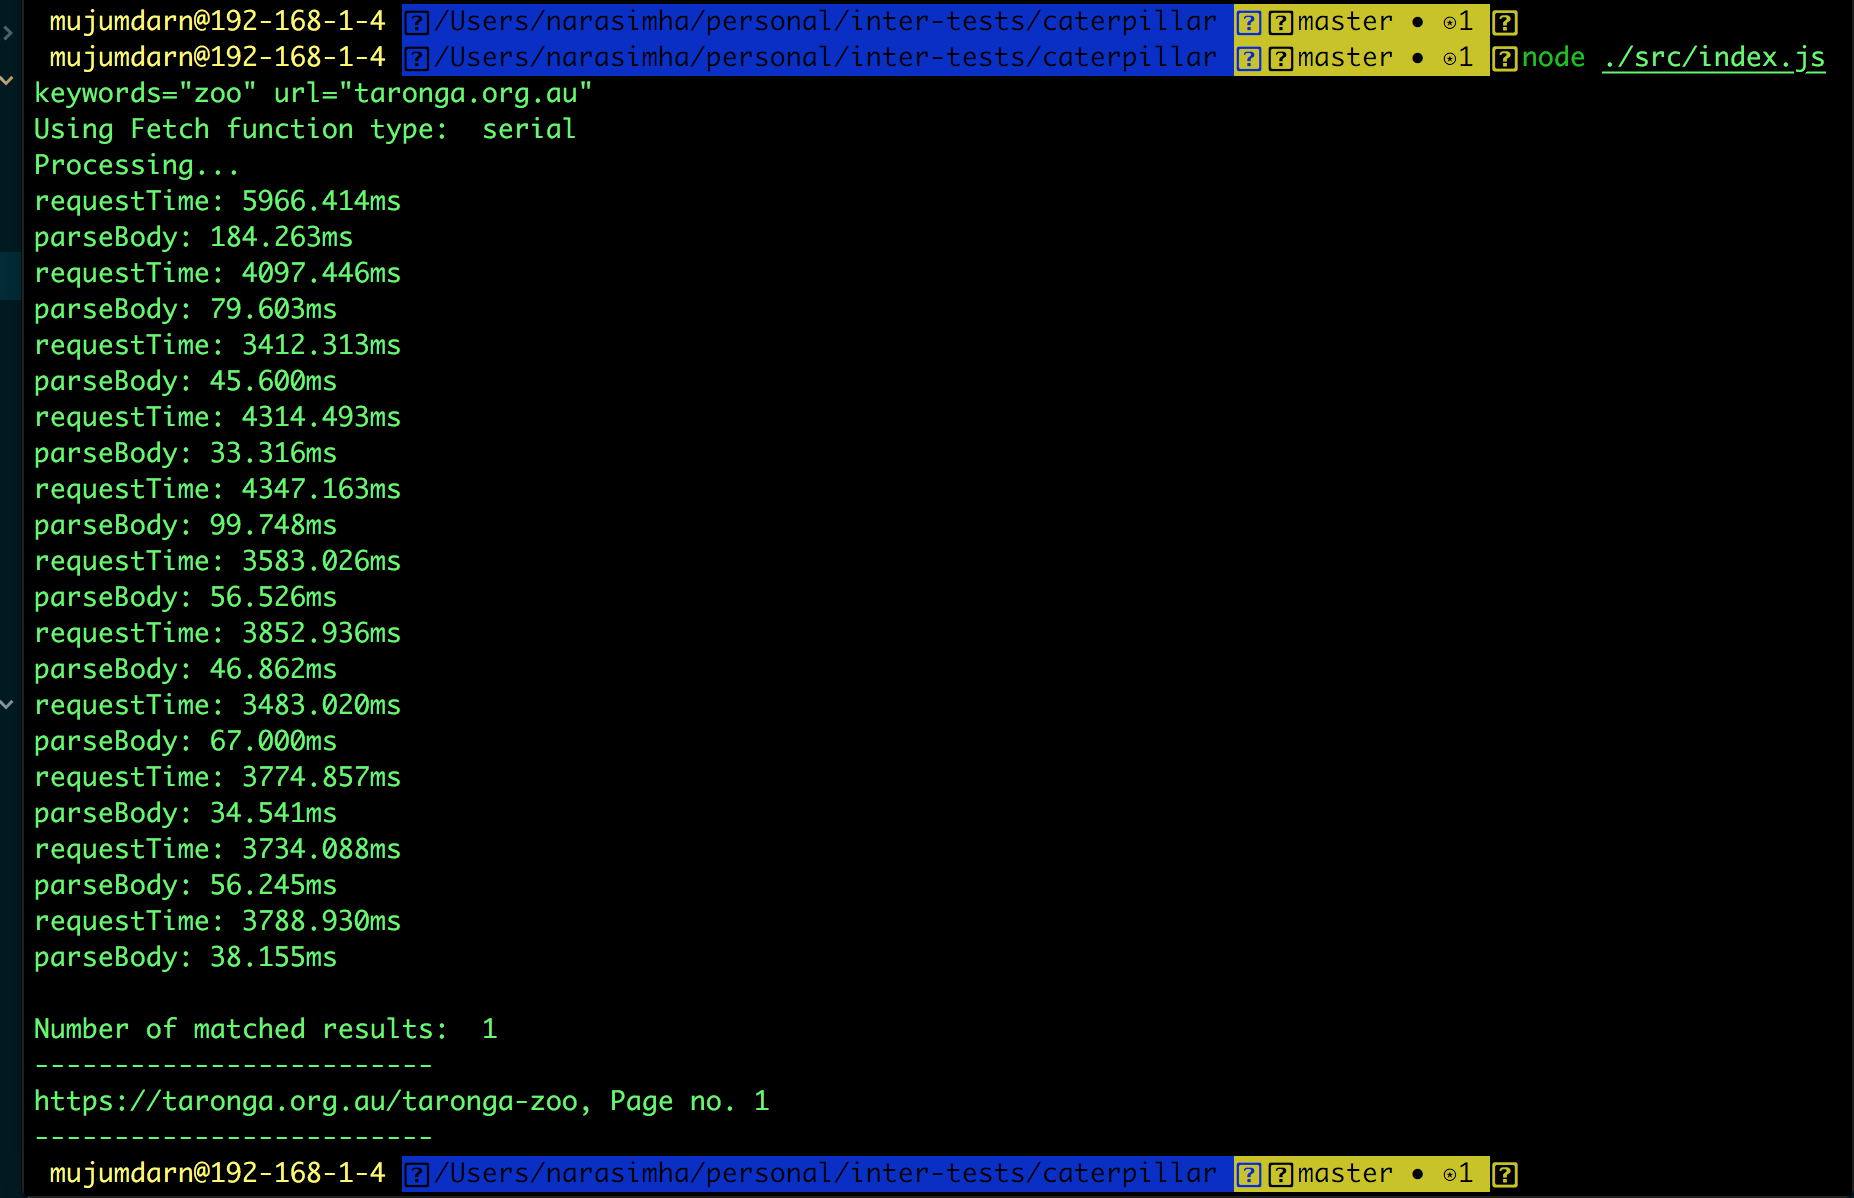 mujumdarn@192-168-1-4 /Users/narasimha/personal/inter-tests/caterpillar master • ⍟1
mujumdarn@192-168-1-4 /Users/narasimha/personal/inter-tests/caterpillar master • ⍟1 node ./src/index.js
keywords="zoo" url="taronga.org.au"
Using Fetch function type:  serial
Processing...
requestTime: 5966.414ms
parseBody: 184.263ms
requestTime: 4097.446ms
parseBody: 79.603ms
requestTime: 3412.313ms
parseBody: 45.600ms
requestTime: 4314.493ms
parseBody: 33.316ms
requestTime: 4347.163ms
parseBody: 99.748ms
requestTime: 3583.026ms
parseBody: 56.526ms
requestTime: 3852.936ms
parseBody: 46.862ms
requestTime: 3483.020ms
parseBody: 67.000ms
requestTime: 3774.857ms
parseBody: 34.541ms
requestTime: 3734.088ms
parseBody: 56.245ms
requestTime: 3788.930ms
parseBody: 38.155ms
Number of matched results:  1
-------------------------
https://taronga.org.au/taronga-zoo, Page no. 1
-------------------------
mujumdarn@192-168-1-4 /Users/narasimha/personal/inter-tests/caterpillar master • ⍟1